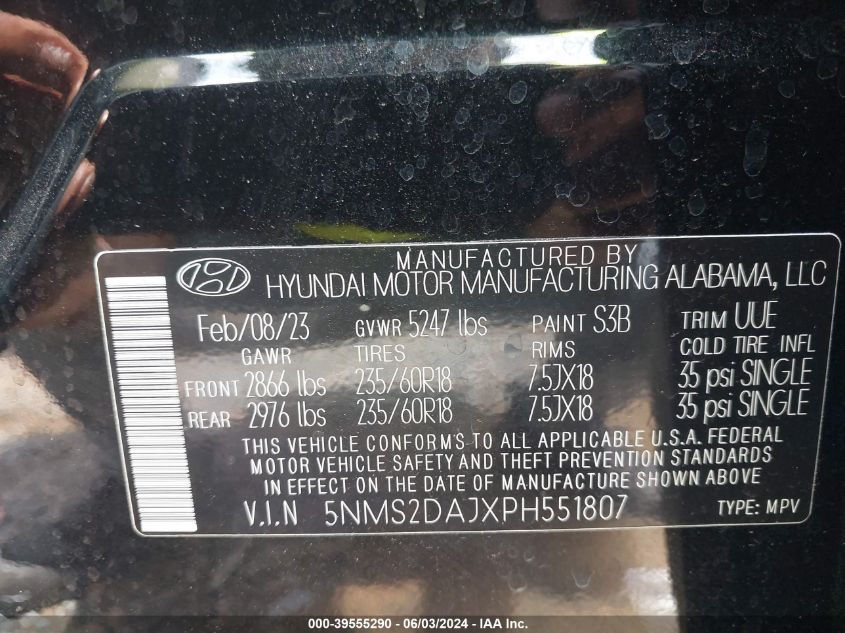 MANUFACTURED BY
HYUNDAI MOTOR MANUFACTURING ALABAMA, LLC
Feb/08/23 GVWR 5247 lbs PAINT S3B TRIM UUE
GAWR TIRES RIMS COLD TIRE INFL
FRONT 2866 lbs 235/60R18 7.5JX18 35 psi SINGLE
REAR 2976 lbs 235/60R18 7.5JX18 35 psi SINGLE
THIS VEHICLE CONFORMS TO ALL APPLICABLE U.S.A. FEDERAL
MOTOR VEHICLE SAFETY AND THEFT PREVENTION STANDARDS
IN EFFECT ON THE DATE OF MANUFACTURE SHOWN ABOVE
V.I.N 5NMS2DAJXPH551807 TYPE: MPV
000-39555290 - 06/03/2024 - IAA Inc.